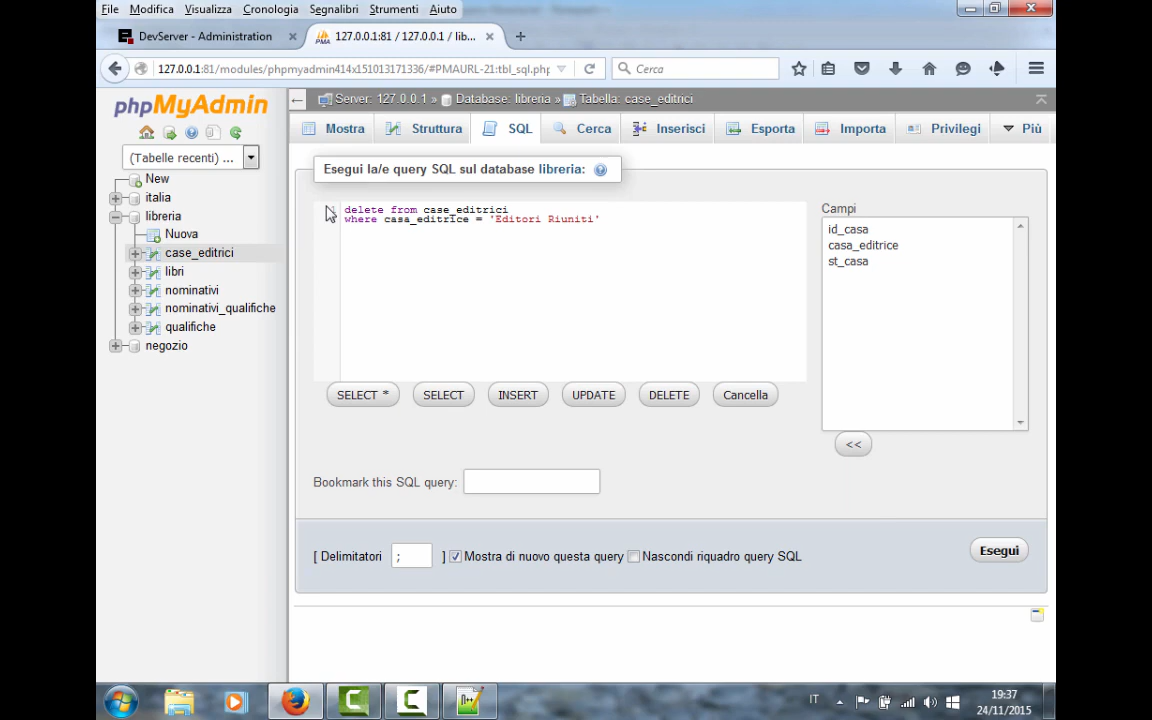 File Modifica Visualizza Cronologia Segnalibri Strumenti Aiuto
DevServer - Administration
127.0.0.1:81 / 127.0.0.1 / lib...
127.0.0.1:81/modules/phpmyadmin414x151013171336/#PMAURL-21:tbl_sql.php
Cerca
phpMyAdmin
(Tabelle recenti) ...
New
italia
libreria
Nuova
case_editrici
libri
nominativi
nominativi_qualifiche
qualifiche
negozio
Server: 127.0.0.1 » Database: libreria » Tabella: case_editrici
Mostra Struttura SQL Cerca Inserisci Esporta Importa Privilegi Più
Esegui la/e query SQL sul database libreria:
delete from case_editrici
where casa_editrice = 'Editori Riuniti'
Campi
id_casa
casa_editrice
st_casa
SELECT * SELECT INSERT UPDATE DELETE Cancella
<<
Bookmark this SQL query:
[ Delimitatori ; ] Mostra di nuovo questa query Nascondi riquadro query SQL
Esegui
IT
19:37
24/11/2015